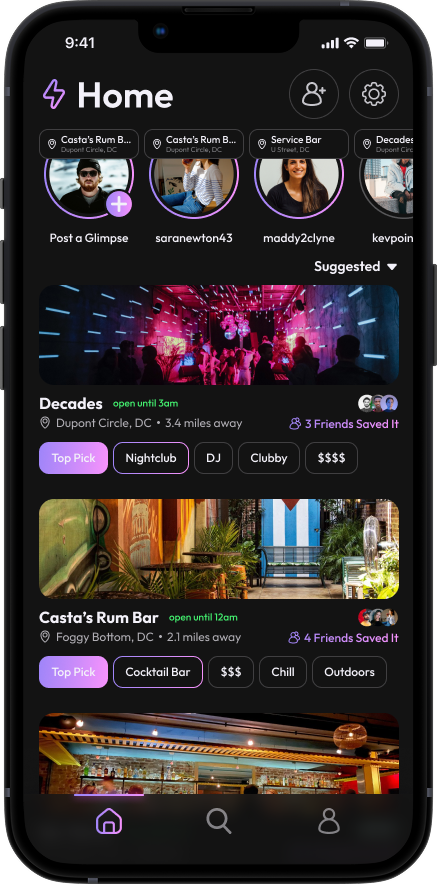 9:41
Home
Casta's Rum B...
Dupont Circle, DC
Casta's Rum B...
Dupont Circle, DC
Service Bar
U Street, DC
Decades
Dupont Circ
Post a Glimpse
saranewton43
maddy2clyne
kevpoin
Suggested
Decades open until 3am
Dupont Circle, DC • 3.4 miles away 3 Friends Saved It
Top Pick Nightclub DJ Clubby $$$$
Casta's Rum Bar open until 12am
Foggy Bottom, DC • 2.1 miles away 4 Friends Saved It
Top Pick Cocktail Bar $$$ Chill Outdoors